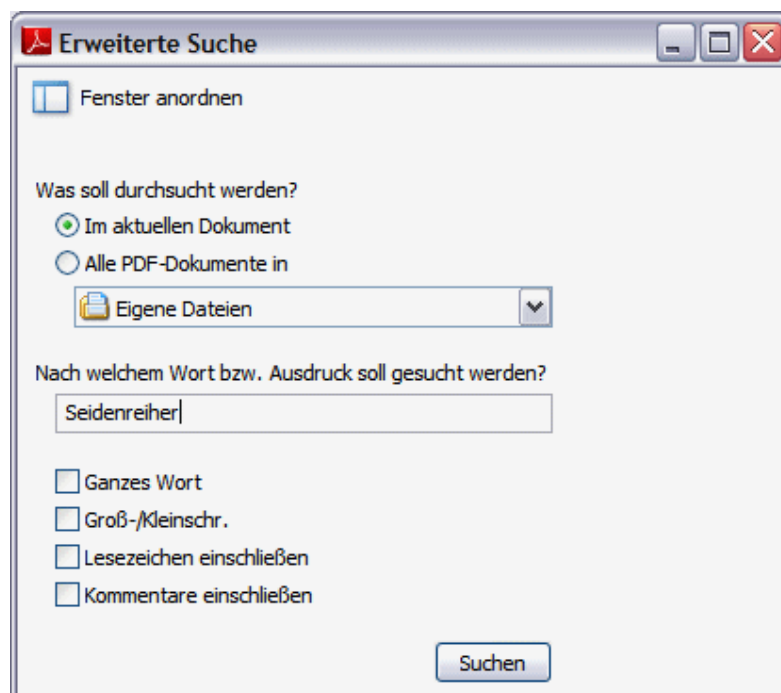 Erweiterte Suche
Fenster anordnen
Was soll durchsucht werden?
Im aktuellen Dokument
Alle PDF-Dokumente in
Eigene Dateien
Nach welchem Wort bzw. Ausdruck soll gesucht werden?
Seidenreiher
Ganzes Wort
Groß-/Kleinschr.
Lesezeichen einschließen
Kommentare einschließen
Suchen